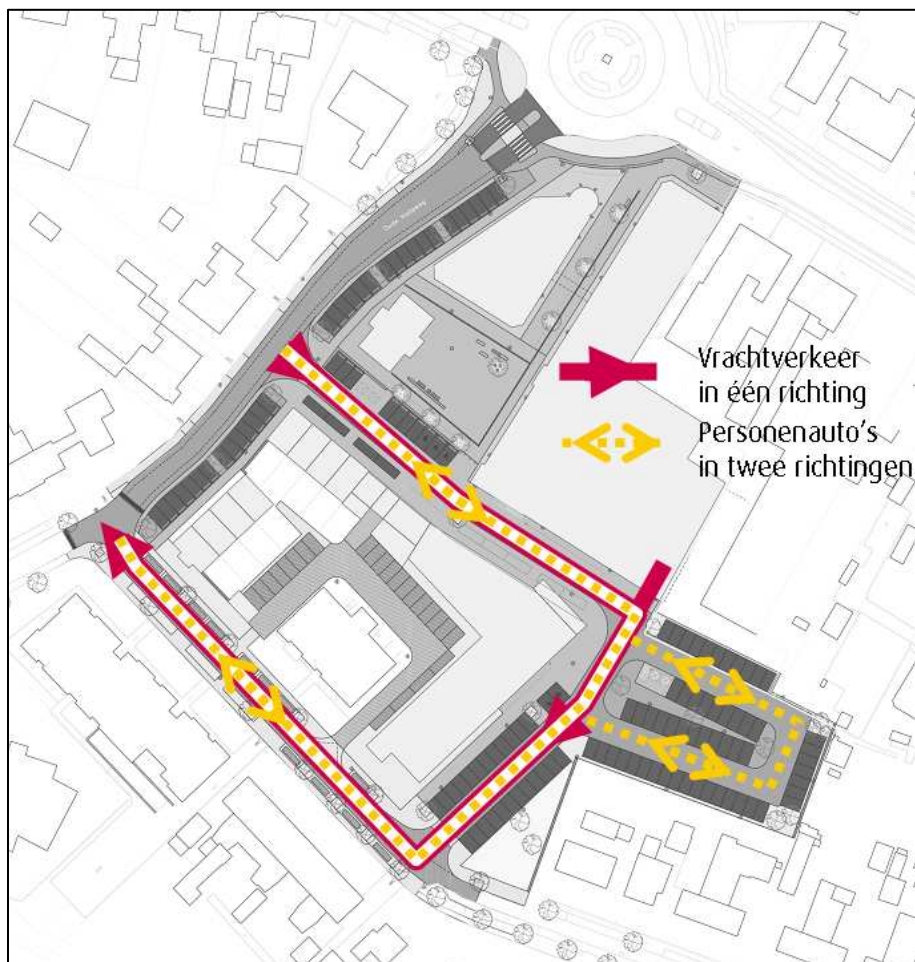 Vrachtverkeer
in één richting
Personenauto's
in twee richtingen